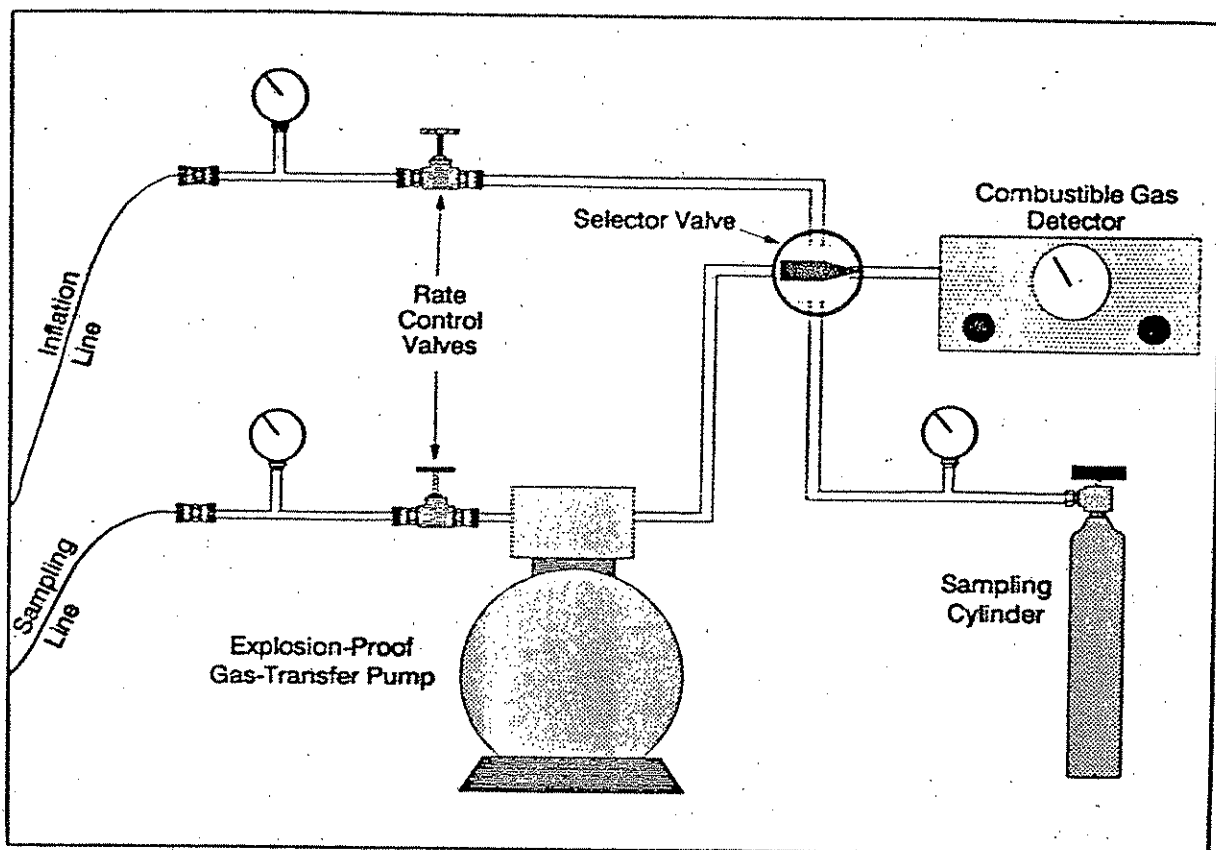 Combustible Gas
Detector
Selector Valve
Rate
Control
Valves
Inflation
Line
Sampling
Line
Explosion-Proof
Gas-Transfer Pump
Sampling
Cylinder